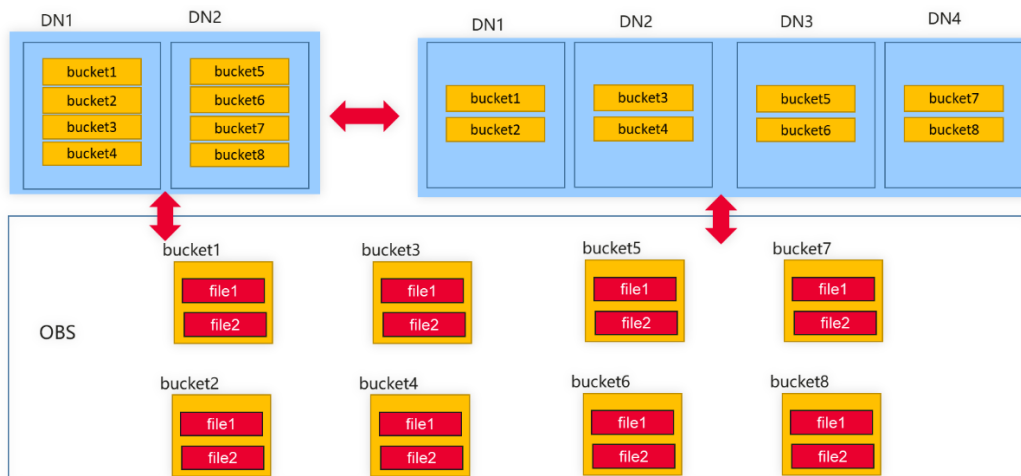 DN1 DN2
bucket1
bucket2
bucket3
bucket4
bucket5
bucket6
bucket7
bucket8
DN1 DN2 DN3 DN4
bucket1
bucket2
bucket3
bucket4
bucket5
bucket6
bucket7
bucket8
OBS
bucket1
file1
file2
bucket3
file1
file2
bucket5
file1
file2
bucket7
file1
file2
bucket2
file1
file2
bucket4
file1
file2
bucket6
file1
file2
bucket8
file1
file2